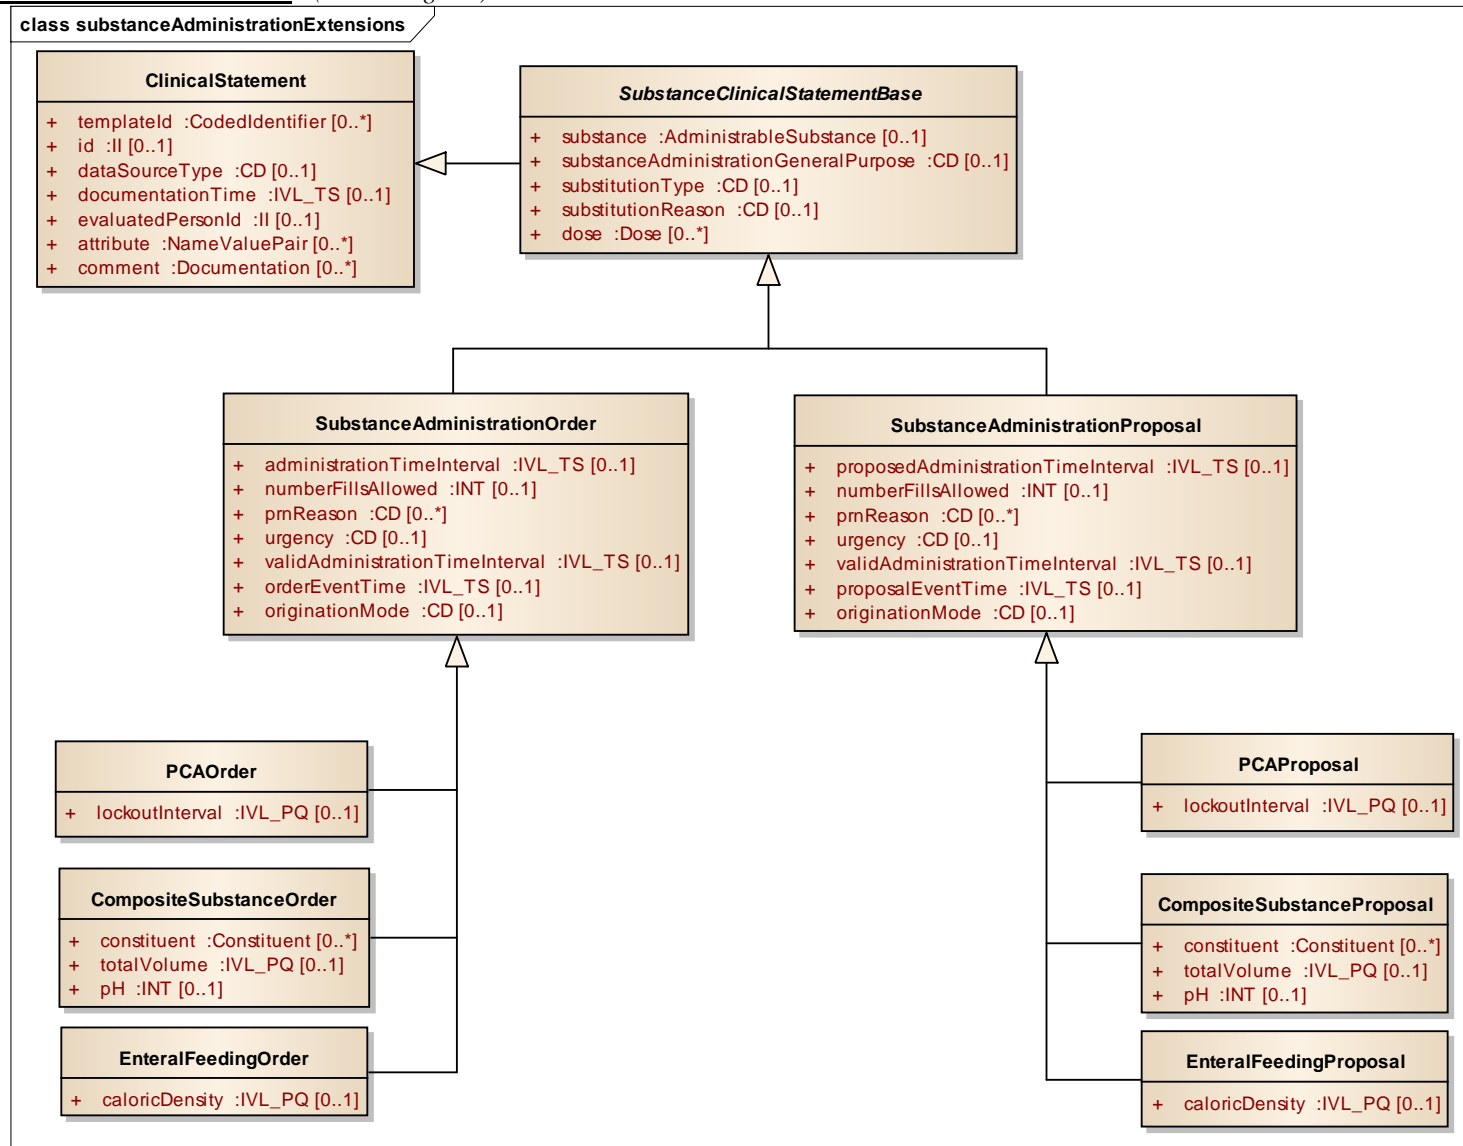 class substanceAdministrationExtensions
ClinicalStatement
+ templateId :CodedIdentifier [0..*]
+ id :II [0..1]
+ dataSourceType :CD [0..1]
+ documentationTime :IVL_TS [0..1]
+ evaluatedPersonId :II [0..1]
+ attribute :NameValuePair [0..*]
+ comment :Documentation [0..*]
SubstanceClinicalStatementBase
+ substance :AdministrableSubstance [0..1]
+ substanceAdministrationGeneralPurpose :CD [0..1]
+ substitutionType :CD [0..1]
+ substitutionReason :CD [0..1]
+ dose :Dose [0..*]
SubstanceAdministrationOrder
+ administrationTimeInterval :IVL_TS [0..1]
+ numberFillsAllowed :INT [0..1]
+ prnReason :CD [0..*]
+ urgency :CD [0..1]
+ validAdministrationTimeInterval :IVL_TS [0..1]
+ orderEventTime :IVL_TS [0..1]
+ originationMode :CD [0..1]
SubstanceAdministrationProposal
+ proposedAdministrationTimeInterval :IVL_TS [0..1]
+ numberFillsAllowed :INT [0..1]
+ prnReason :CD [0..*]
+ urgency :CD [0..1]
+ validAdministrationTimeInterval :IVL_TS [0..1]
+ proposalEventTime :IVL_TS [0..1]
+ originationMode :CD [0..1]
PCAOrder
+ lockoutInterval :IVL_PQ [0..1]
PCAProposal
+ lockoutInterval :IVL_PQ [0..1]
CompositeSubstanceOrder
+ constituent :Constituent [0..*]
+ totalVolume :IVL_PQ [0..1]
+ pH :INT [0..1]
CompositeSubstanceProposal
+ constituent :Constituent [0..*]
+ totalVolume :IVL_PQ [0..1]
+ pH :INT [0..1]
EnteralFeedingOrder
+ caloricDensity :IVL_PQ [0..1]
EnteralFeedingProposal
+ caloricDensity :IVL_PQ [0..1]